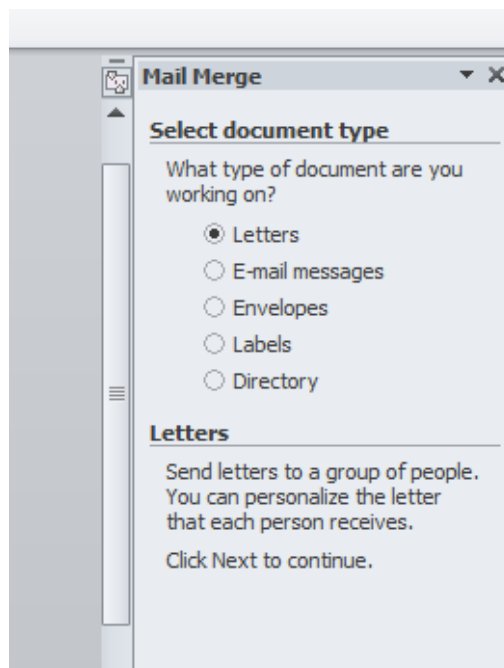 Mail Merge
Select document type
What type of document are you
working on?
Letters
E-mail messages
Envelopes
Labels
Directory
Letters
Send letters to a group of people.
You can personalize the letter
that each person receives.
Click Next to continue.